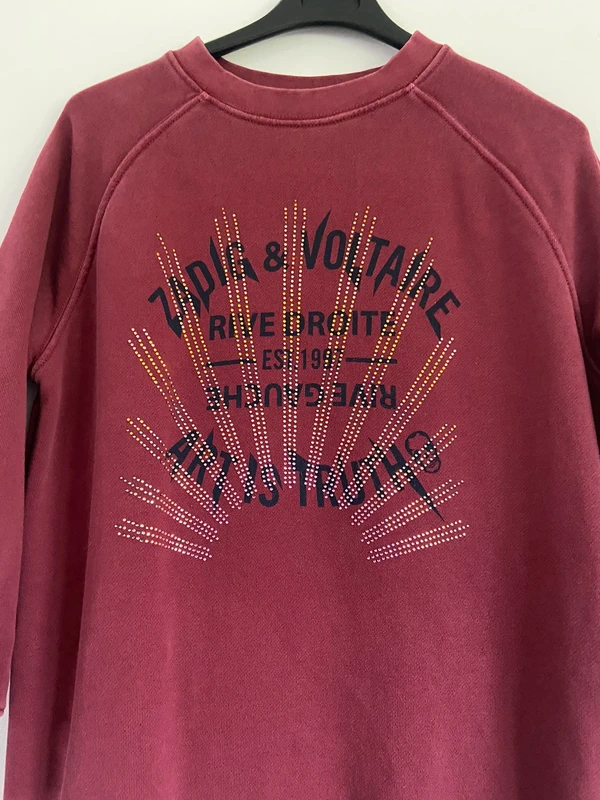 ZADIG & VOLTAIRE
RIVE DROITE
EST 1997
RIVE GAUCHE
ART IS TRUTH